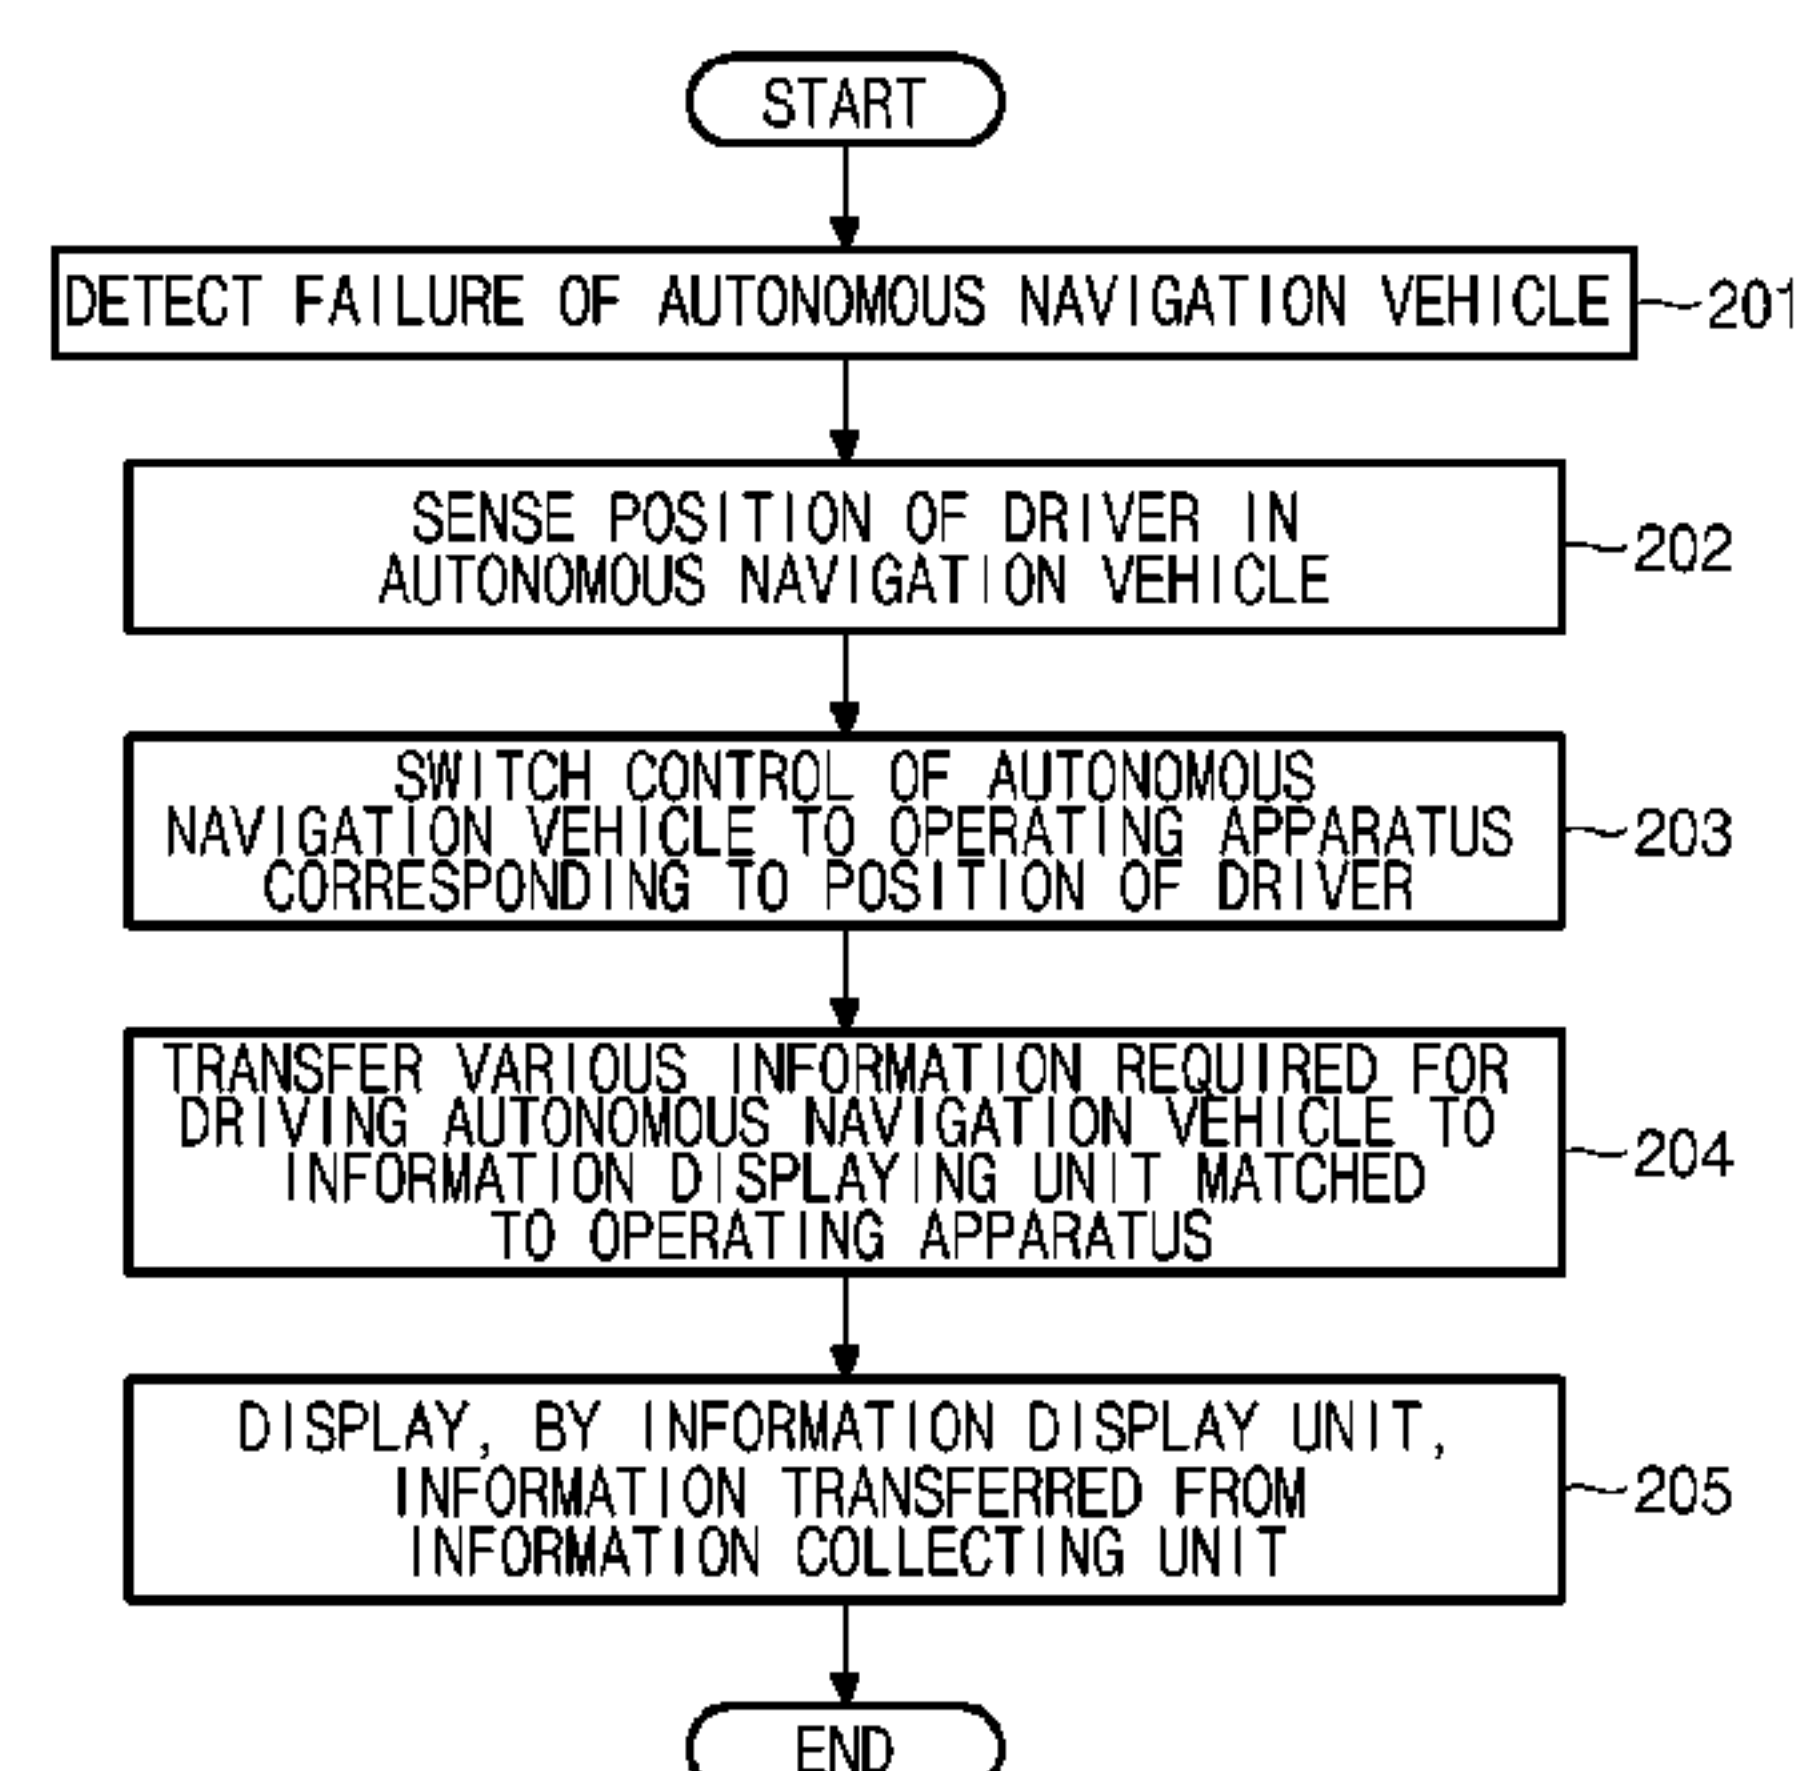 START
DETECT FAILURE OF AUTONOMOUS NAVIGATION VEHICLE
201
SENSE POSITION OF DRIVER IN
AUTONOMOUS NAVIGATION VEHICLE
202
SWITCH CONTROL OF AUTONOMOUS
NAVIGATION VEHICLE TO OPERATING APPARATUS
CORRESPONDING TO POSITION OF DRIVER
203
TRANSFER VARIOUS INFORMATION REQUIRED FOR
DRIVING AUTONOMOUS NAVIGATION VEHICLE TO
INFORMATION DISPLAYING UNIT MATCHED
TO OPERATING APPARATUS
204
DISPLAY, BY INFORMATION DISPLAY UNIT,
INFORMATION TRANSFERRED FROM
INFORMATION COLLECTING UNIT
205
END